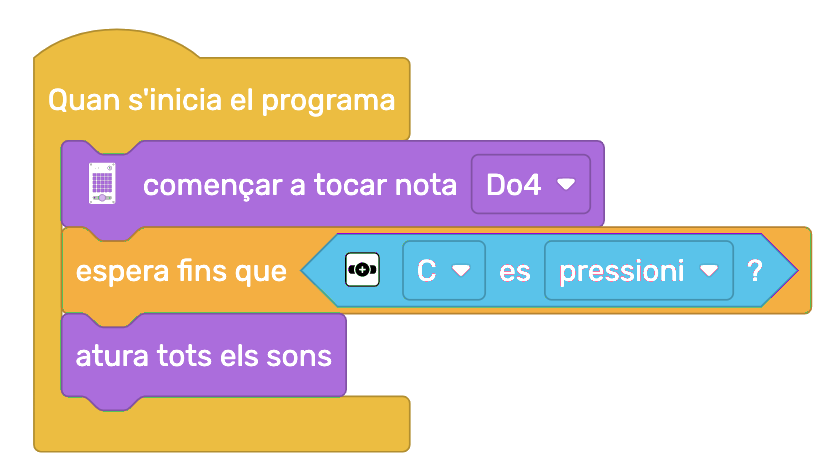 Quan s'inicia el programa
començar a tocar nota Do4
espera fins que C es pressioni ?
atura tots els sons